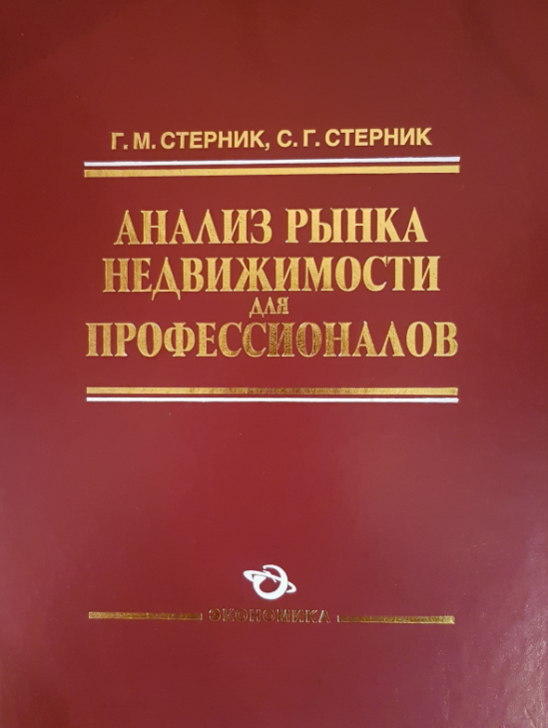 Г. М. СТЕРНИК, С. Г. СТЕРНИК
АНАЛИЗ РЫНКА
НЕДВИЖИМОСТИ
ДЛЯ
ПРОФЕССИОНАЛОВ
ЭКОНОМИКА